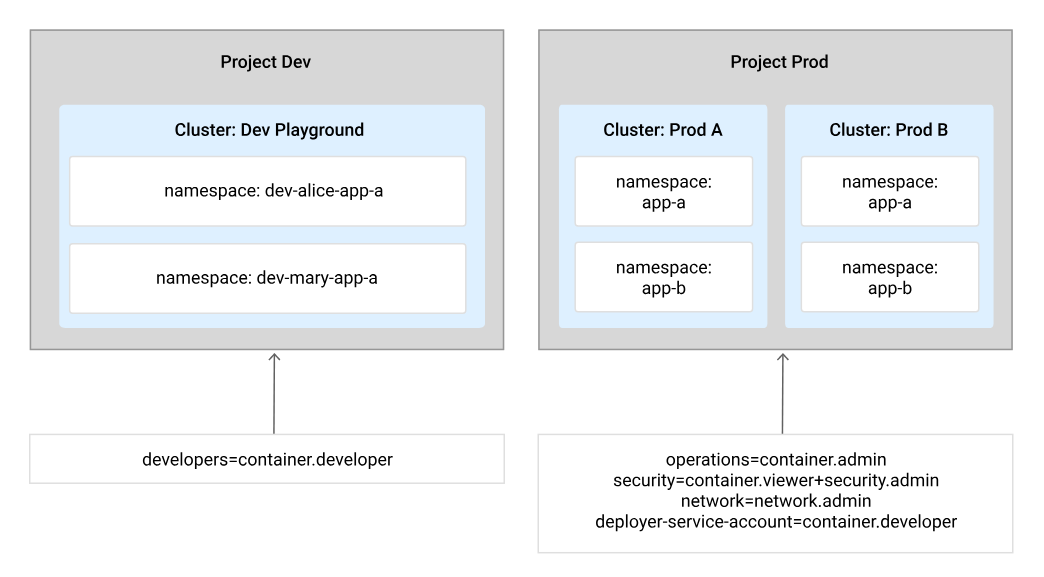 Project Dev
Cluster: Dev Playground
namespace: dev-alice-app-a
namespace: dev-mary-app-a
developers=container.developer
Project Prod
Cluster: Prod A
namespace:
app-a
namespace:
app-b
Cluster: Prod B
namespace:
app-a
namespace:
app-b
operations=container.admin
security=container.viewer+security.admin
network=network.admin
deployer-service-account=container.developer